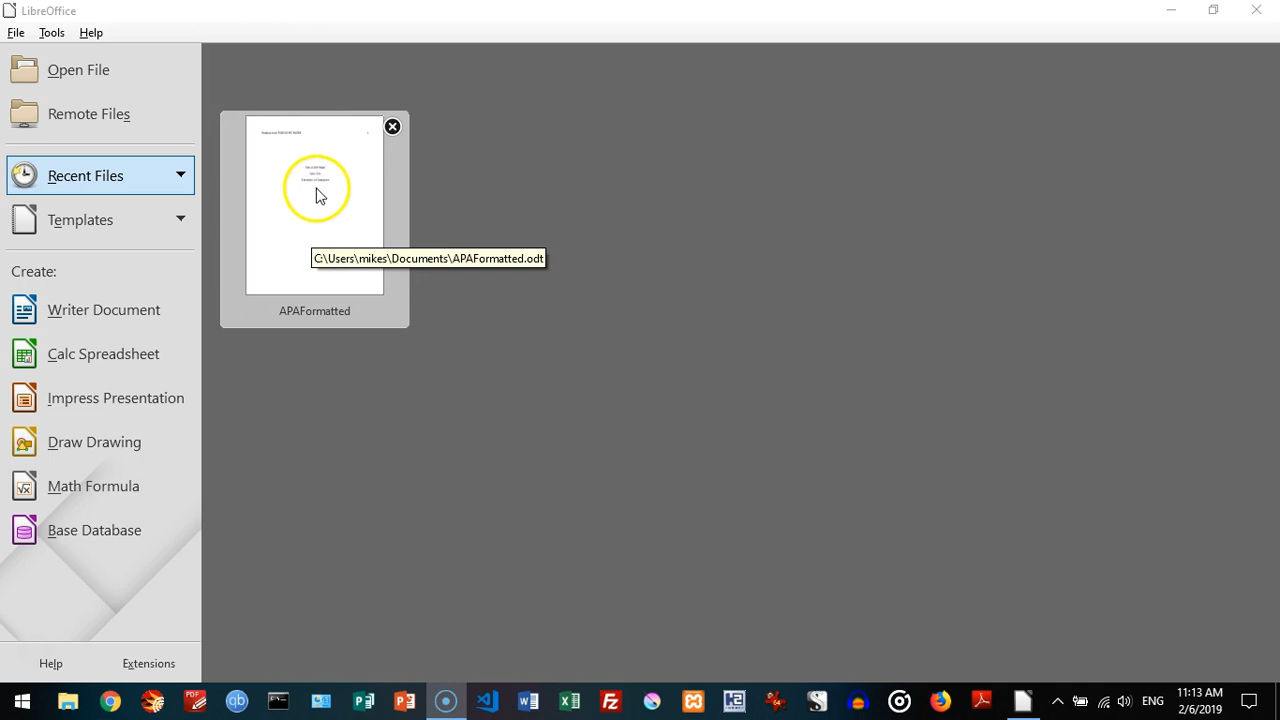 LibreOffice
File Tools Help
Open File
Remote Files
Recent Files
Templates
Create:
Writer Document
Calc Spreadsheet
Impress Presentation
Draw Drawing
Math Formula
Base Database
Help Extensions
C:\Users\mikes\Documents\APAFormatted.odt
APAFormatted
ENG
11:13 AM
2/6/2019